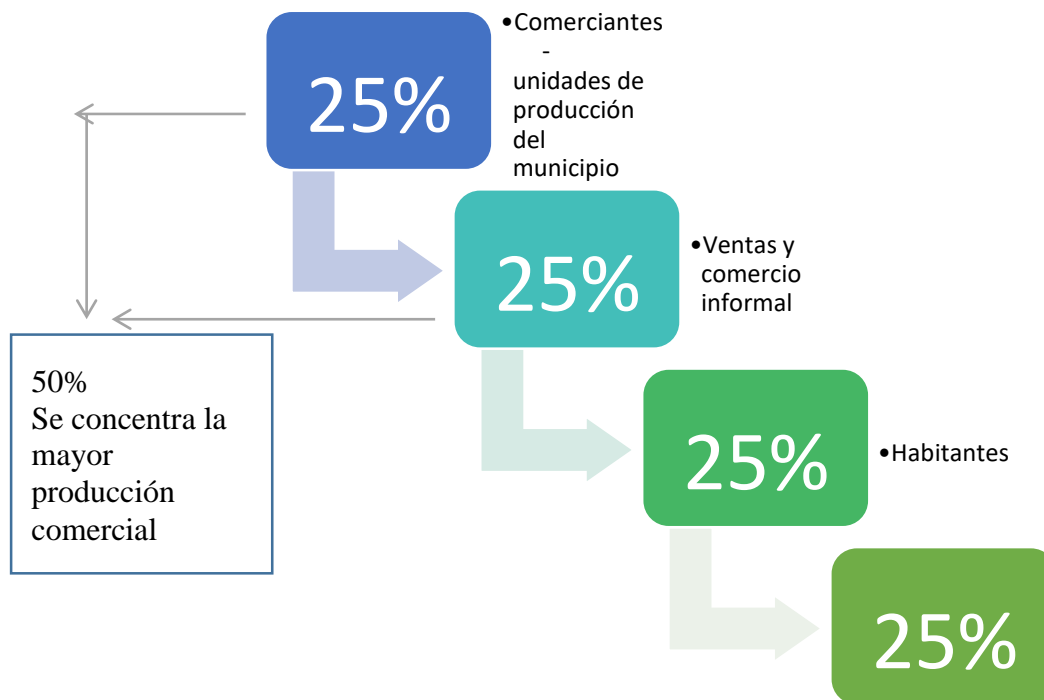 25%
•Comerciantes
-
unidades de
producción
del
municipio
25%
•Ventas y
comercio
informal
50%
Se concentra la
mayor
producción
comercial
25%
•Habitantes
25%